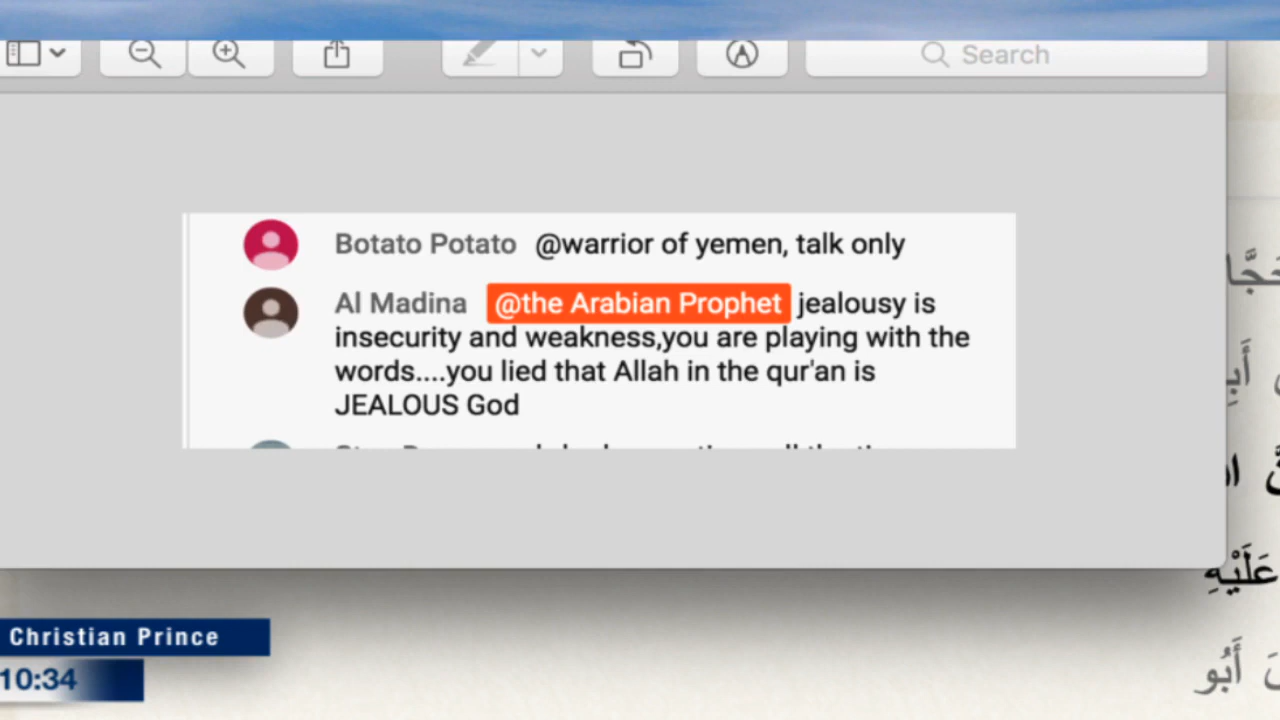 Search
Botato Potato @warrior of yemen, talk only
Al Madina @the Arabian Prophet jealousy is
insecurity and weakness,you are playing with the
words....you lied that Allah in the qur'an is
JEALOUS God
عَلَيْهِ
أَبُو
Christian Prince
10:34